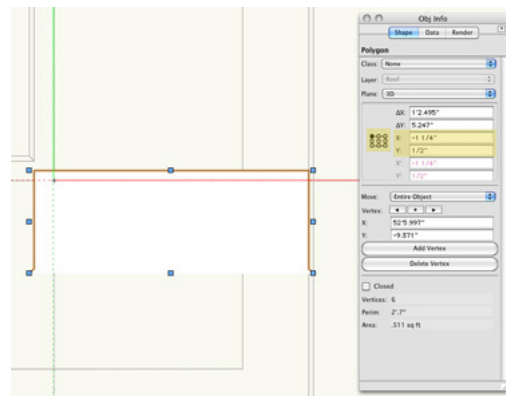 Obj Info
Shape Data Render
Polygon
Class: None
Layer: Roof
Plane: 3D
ΔX: 1'2.495"
ΔY: 5.247"
X: -1 1/4"
Y: 1/2"
X': -1 1/4"
Y': 1/2"
Move: Entire Object
Vertex:
X: 52'5.997"
Y: -9.371"
Add Vertex
Delete Vertex
Closed
Vertices: 6
Perim: 2'.7"
Area: .511 sq ft